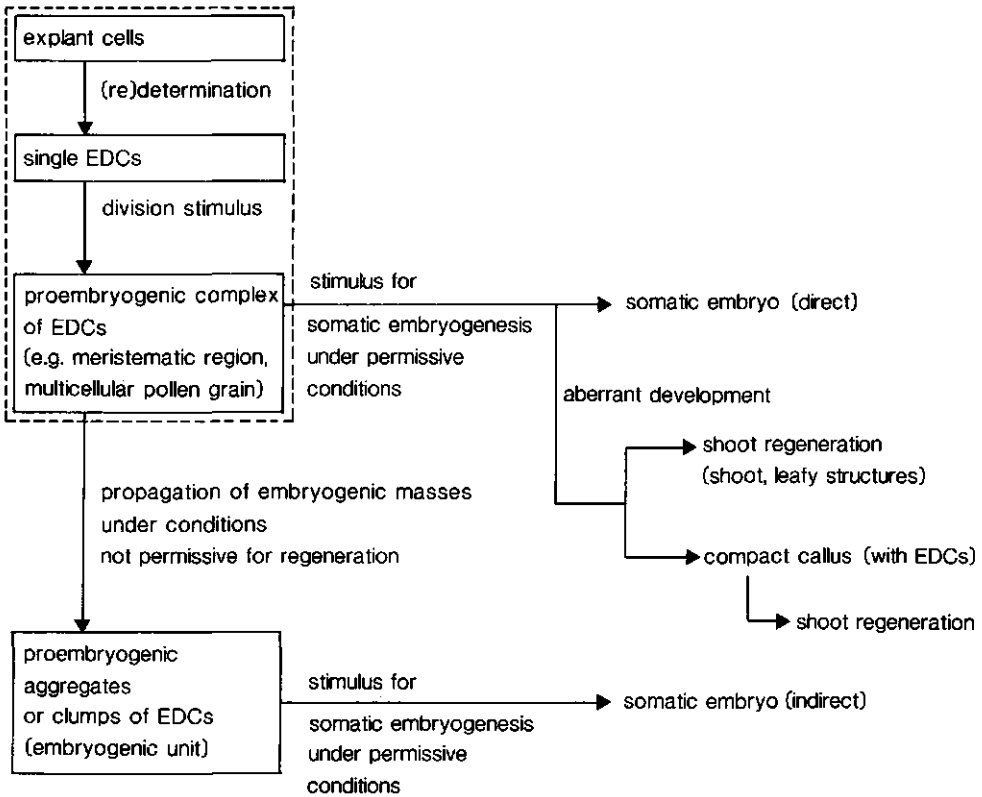 explant cells
(re)determination
single EDCs
division stimulus
proembryogenic complex
of EDCs
(e.g. meristematic region,
multicellular pollen grain)
stimulus for
somatic embryogenesis
under permissive
conditions
somatic embryo (direct)
aberrant development
shoot regeneration
(shoot, leafy structures)
compact callus (with EDCs)
shoot regeneration
propagation of embryogenic masses
under conditions
not permissive for regeneration
proembryogenic
aggregates
or clumps of EDCs
(embryogenic unit)
stimulus for
somatic embryogenesis
under permissive
conditions
somatic embryo (indirect)